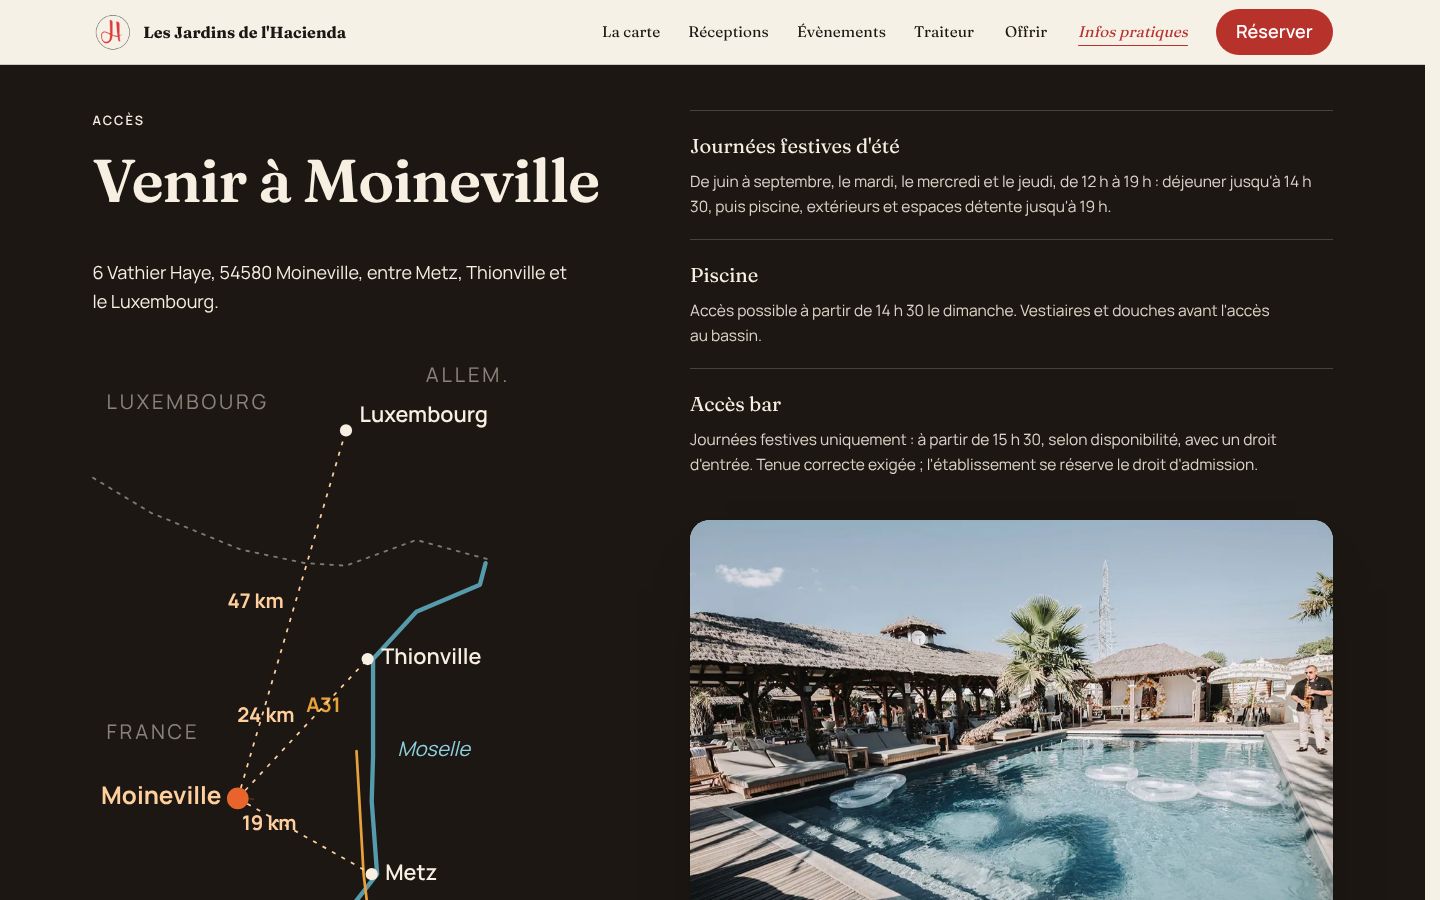 Les Jardins de l'Hacienda
La carte
Réceptions
Évènements
Traiteur
Offrir
Infos pratiques
Réserver
ACCÈS
Venir à Moineville
6 Vathier Haye, 54580 Moineville, entre Metz, Thionville et
le Luxembourg.
ALLEM.
LUXEMBOURG
Luxembourg
47 km
Thionville
A31
24 km
FRANCE
Moselle
Moineville
19 km
Metz
Journées festives d'été
De juin à septembre, le mardi, le mercredi et le jeudi, de 12 h à 19 h : déjeuner jusqu'à 14 h
30, puis piscine, extérieurs et espaces détente jusqu'à 19 h.
Piscine
Accès possible à partir de 14 h 30 le dimanche. Vestiaires et douches avant l'accès
au bassin.
Accès bar
Journées festives uniquement : à partir de 15 h 30, selon disponibilité, avec un droit
d'entrée. Tenue correcte exigée ; l'établissement se réserve le droit d'admission.